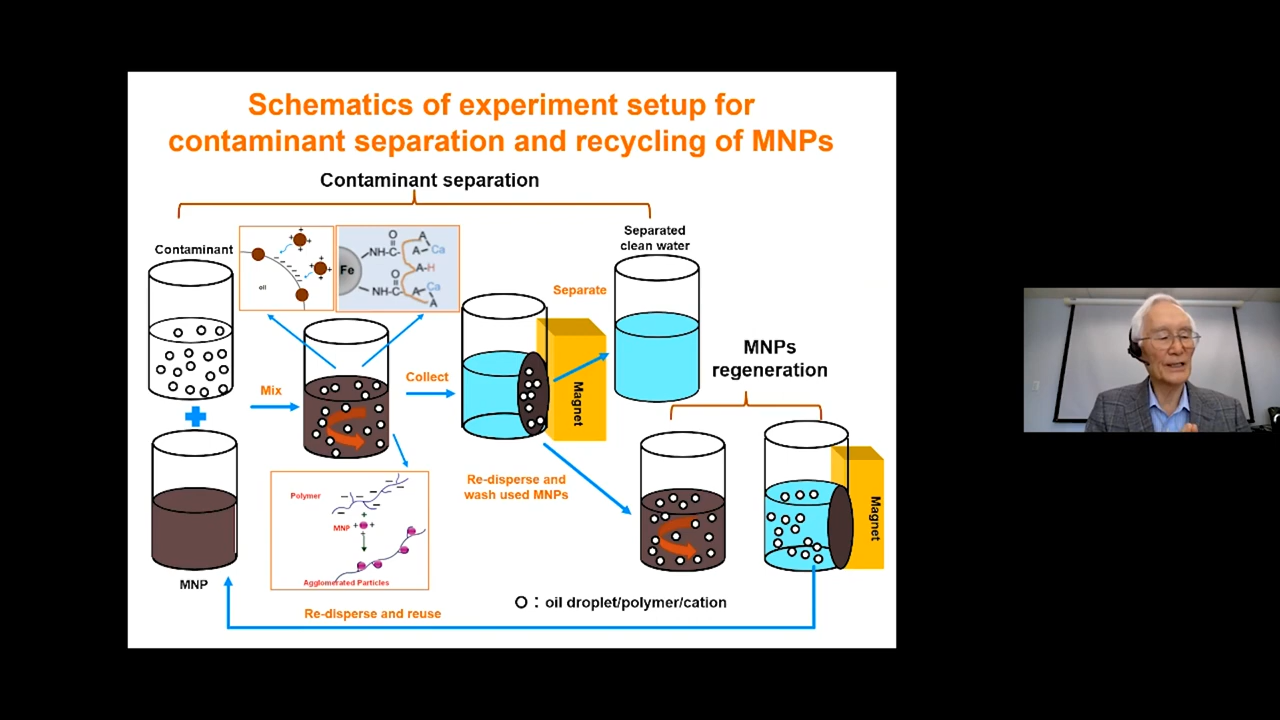 Schematics of experiment setup for
contaminant separation and recycling of MNPs
Contaminant separation
Contaminant
oil
Fe
NH-C
O
A
A
Ca
A-H
NH-C
O
A
Ca
A
Separated
clean water
Separate
MNPs
regeneration
Mix
Collect
Magnet
Polymer
MNP
Agglomerated Particles
Re-disperse and
wash used MNPs
Magnet
MNP
Re-disperse and reuse
O : oil droplet/polymer/cation